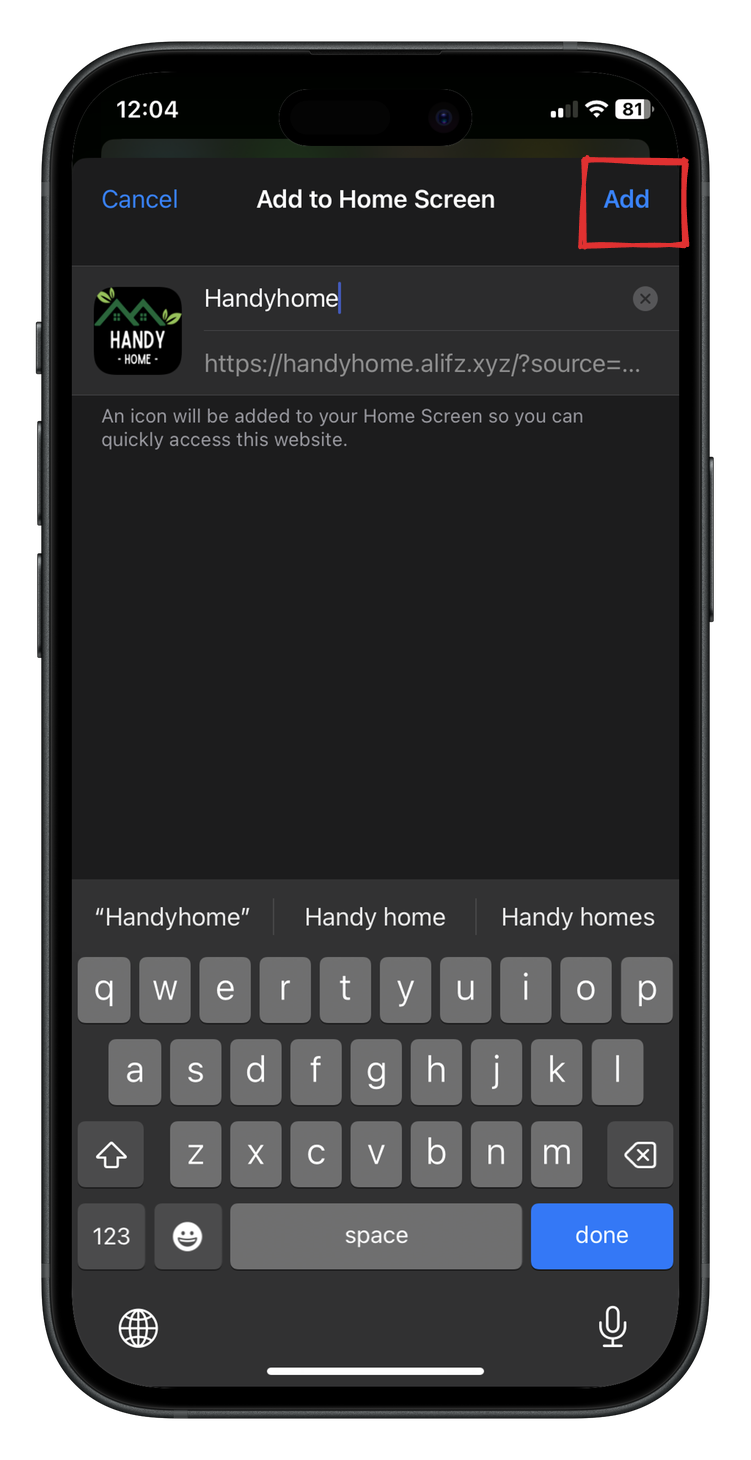 12:04
81
Cancel
Add to Home Screen
Add
HANDY
- HOME -
Handyhome
https://handyhome.alifz.xyz/?source=...
An icon will be added to your Home Screen so you can
quickly access this website.
“Handyhome”
Handy home
Handy homes
q w e r t y u i o p
a s d f g h j k l
z x c v b n m
123
space
done